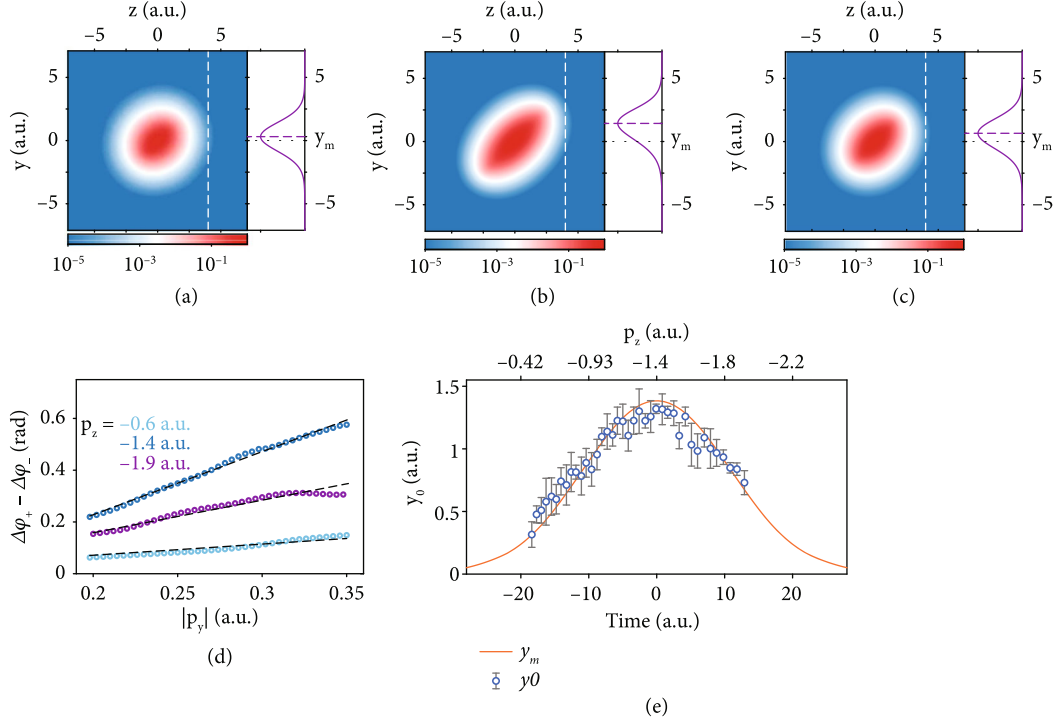 z (a.u.)
−5 0 5
y (a.u.)
5
0
−5
5
y_m
−5
10⁻⁵ 10⁻³ 10⁻¹
(a)
z (a.u.)
−5 0 5
y (a.u.)
5
0
−5
5
y_m
−5
10⁻⁵ 10⁻³ 10⁻¹
(b)
z (a.u.)
−5 0 5
y (a.u.)
5
0
−5
5
y_m
−5
10⁻⁵ 10⁻³ 10⁻¹
(c)
Δφ₊ − Δφ₋ (rad)
0.6
0.4
0.2
0
p_z = −0.6 a.u.
−1.4 a.u.
−1.9 a.u.
0.2 0.25 0.3 0.35
|p_y| (a.u.)
(d)
p_z (a.u.)
−0.42 −0.93 −1.4 −1.8 −2.2
y₀ (a.u.)
1.5
1
0.5
0
−20 −10 0 10 20
Time (a.u.)
y_m
y0
(e)